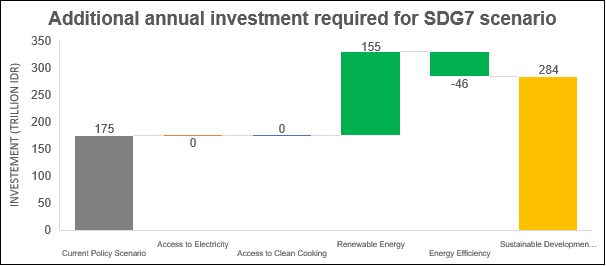 Additional annual investment required for SDG7 scenario
INVESTEMENT (TRILLION IDR)
350
300
250
200
150
100
50
0
175
0
0
155
-46
284
Current Policy Scenario
Access to Electricity
Access to Clean Cooking
Renewable Energy
Energy Efficiency
Sustainable Developmen...